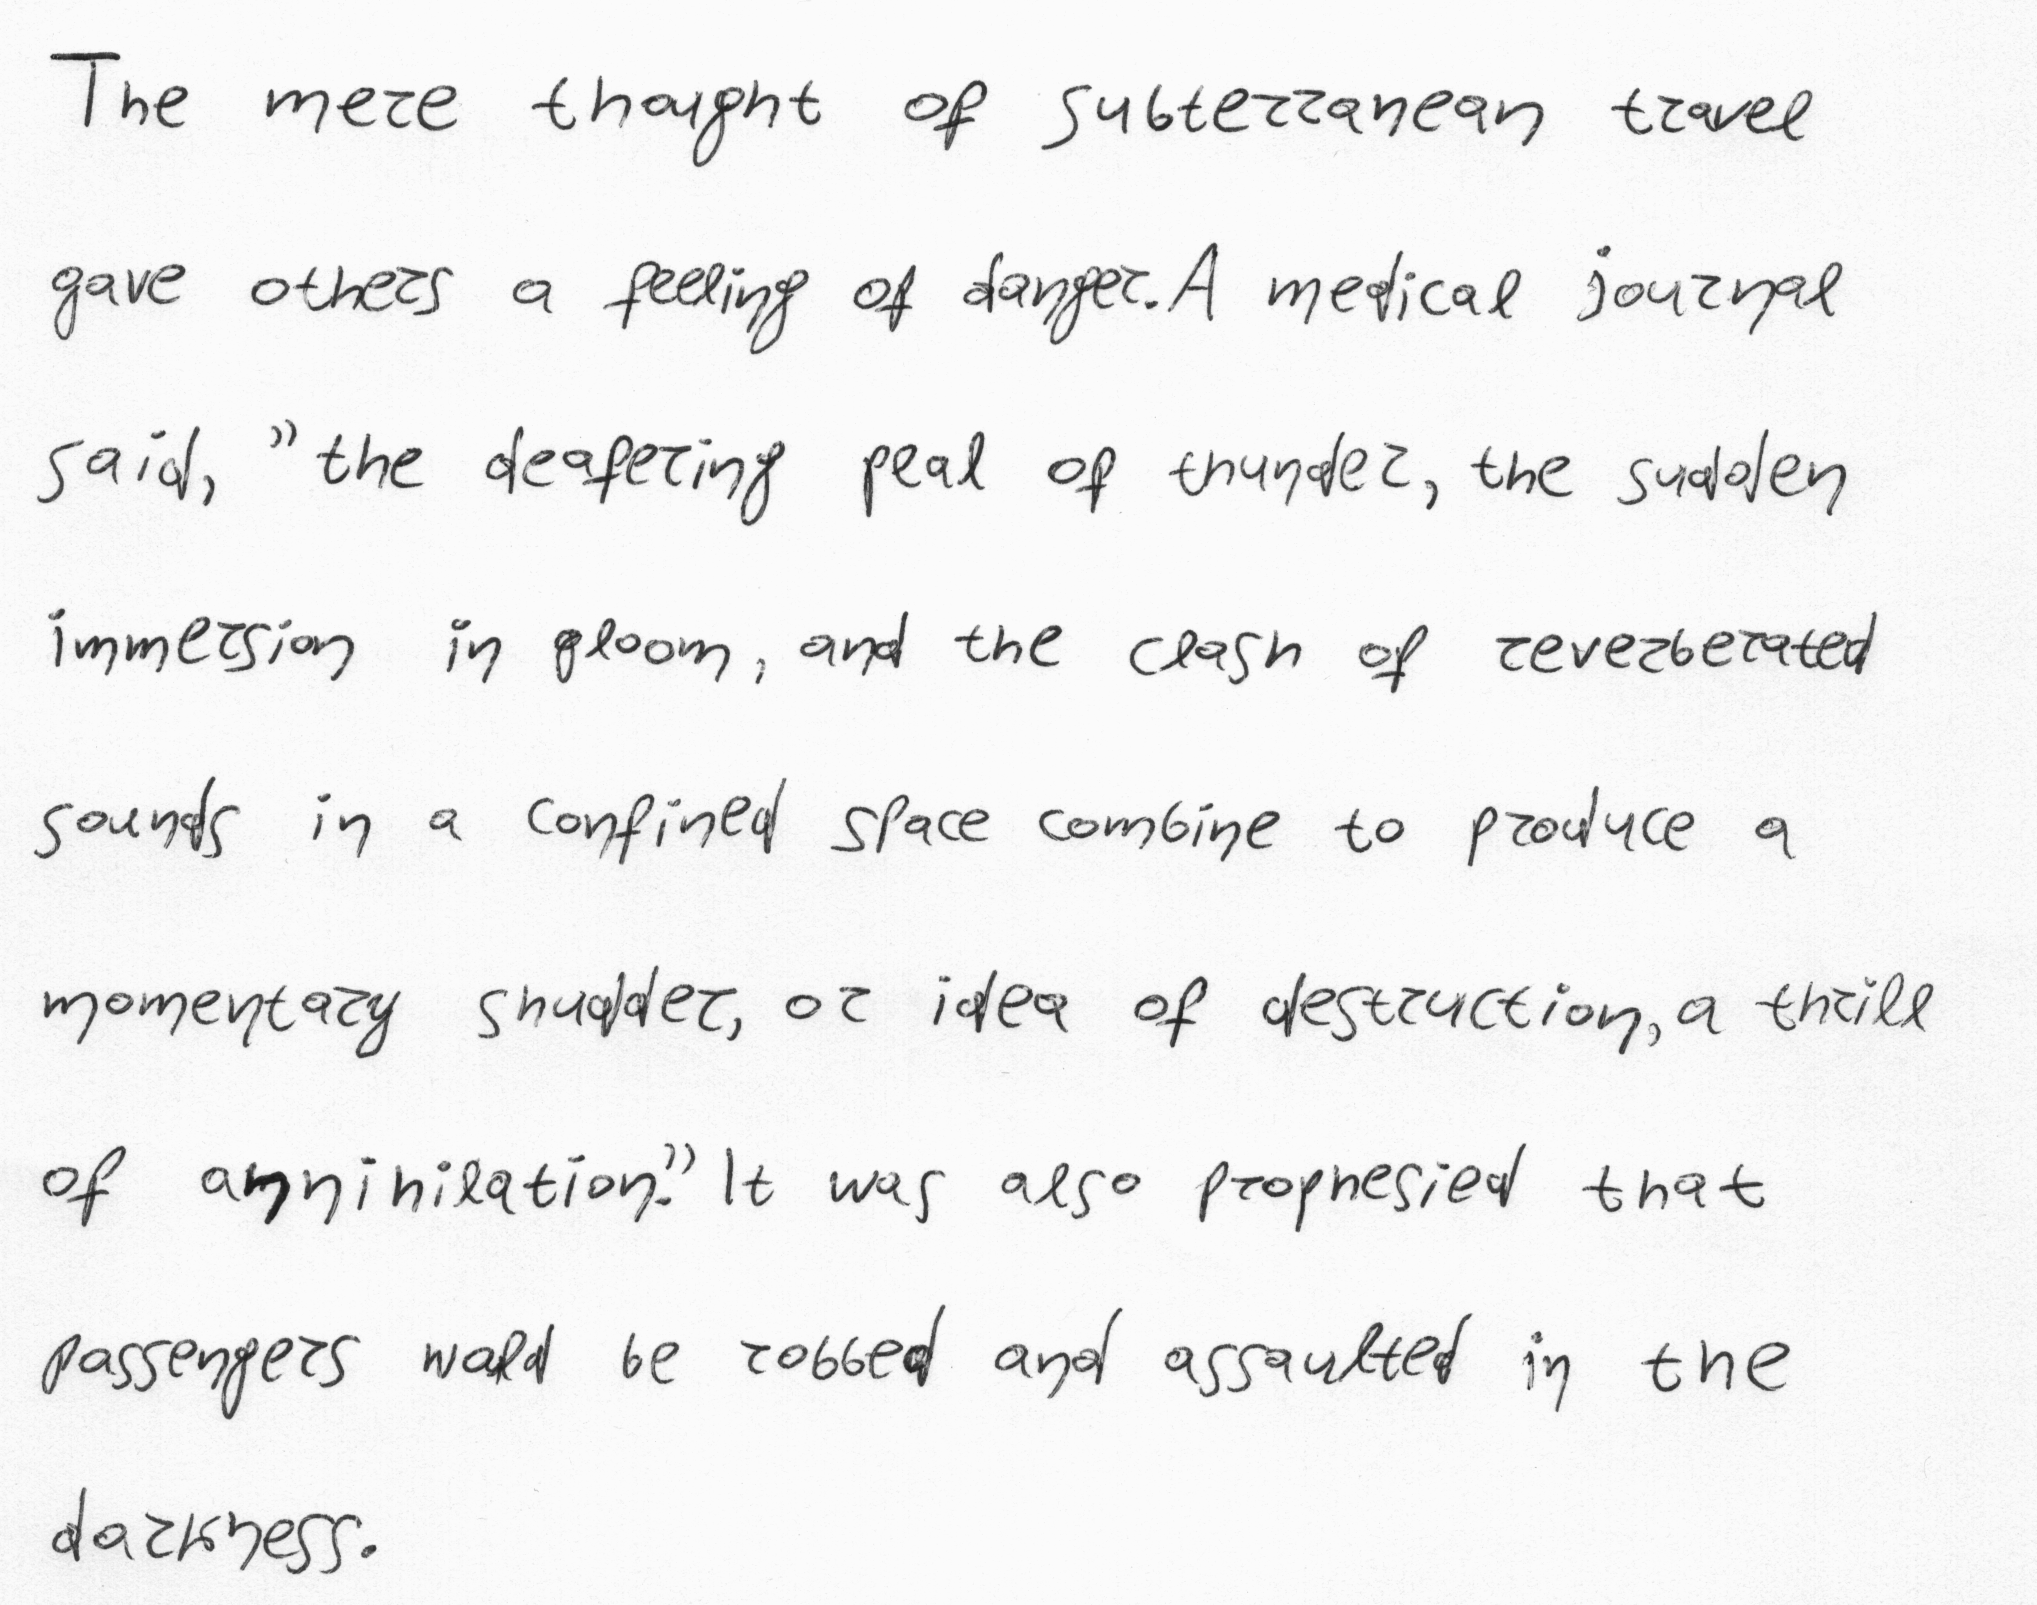 The mere thought of subterranean travel
gave others a feeling of danger. A medical journal
said, "the deafering peal of thunder, the sudden
immersion in gloom, and the clash of reverberated
sounds in a confined space combine to produce a
momentary shudder, or idea of destruction, a thrill
of annihilation." It was also prophesied that
passengers would be robbed and assaulted in the
darkness.